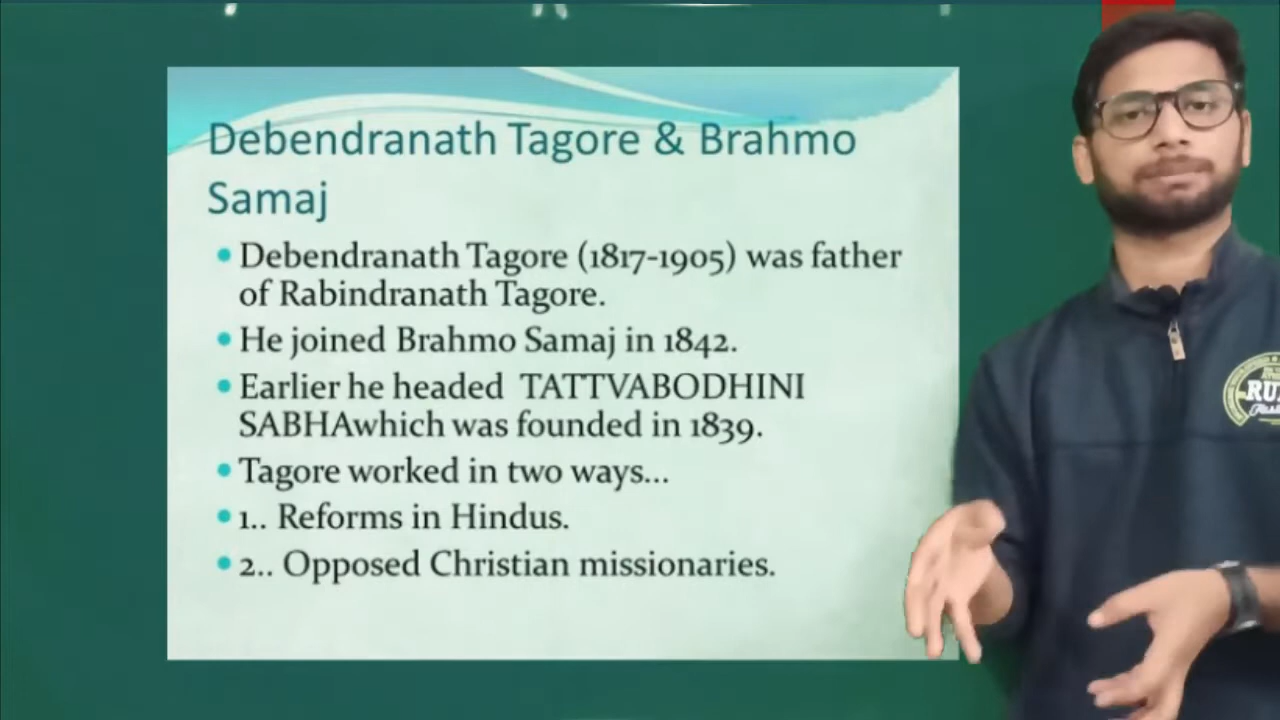 Debendranath Tagore & Brahmo
Samaj
• Debendranath Tagore (1817-1905) was father
of Rabindranath Tagore.
• He joined Brahmo Samaj in 1842.
• Earlier he headed TATTVABODHINI
SABHAwhich was founded in 1839.
• Tagore worked in two ways...
• 1.. Reforms in Hindus.
• 2.. Opposed Christian missionaries.
RU